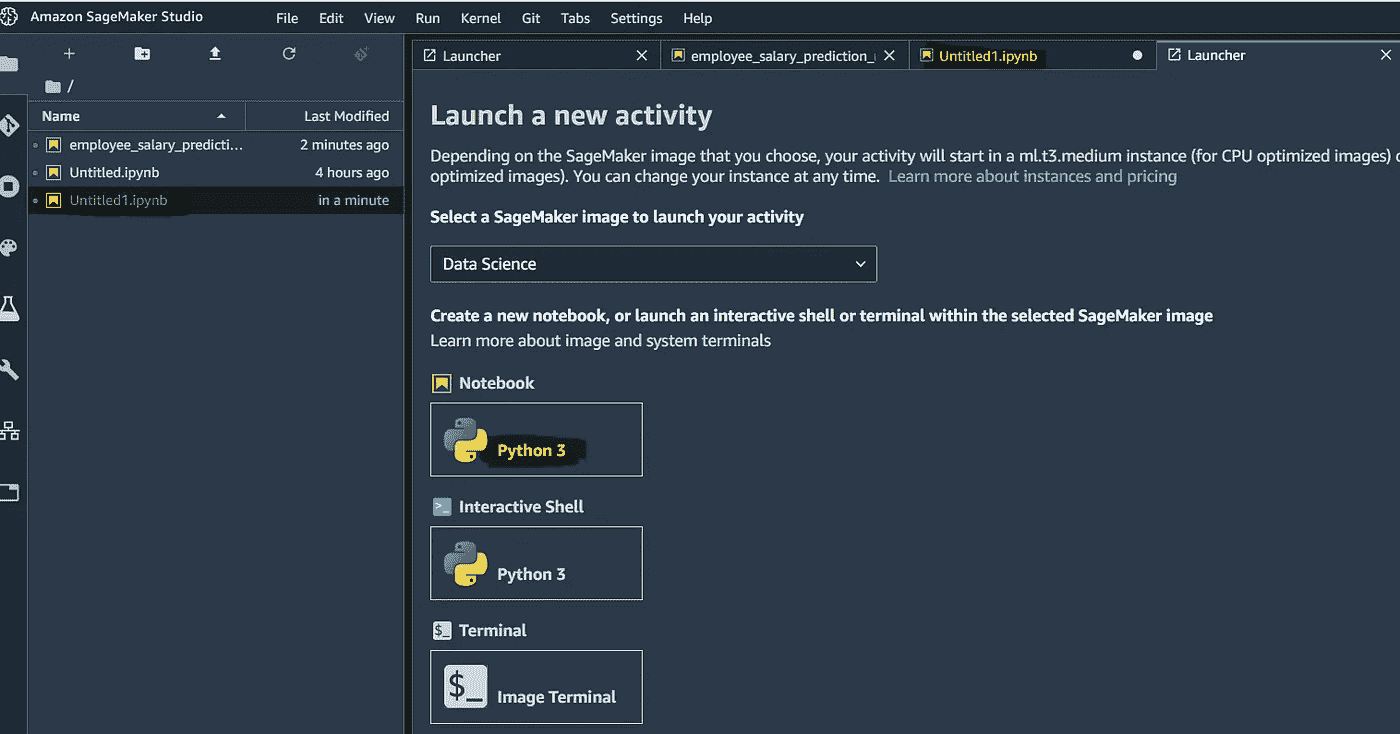 Amazon SageMaker Studio
File Edit View Run Kernel Git Tabs Settings Help
Launcher
employee_salary_prediction_
Untitled1.ipynb
Launcher
/
Name Last Modified
employee_salary_predicti... 2 minutes ago
Untitled.ipynb 4 hours ago
Untitled1.ipynb in a minute
Launch a new activity
Depending on the SageMaker image that you choose, your activity will start in a ml.t3.medium instance (for CPU optimized images)
optimized images). You can change your instance at any time. Learn more about instances and pricing
Select a SageMaker image to launch your activity
Data Science
Create a new notebook, or launch an interactive shell or terminal within the selected SageMaker image
Learn more about image and system terminals
Notebook
Python 3
>_ Interactive Shell
Python 3
$_ Terminal
$_ Image Terminal